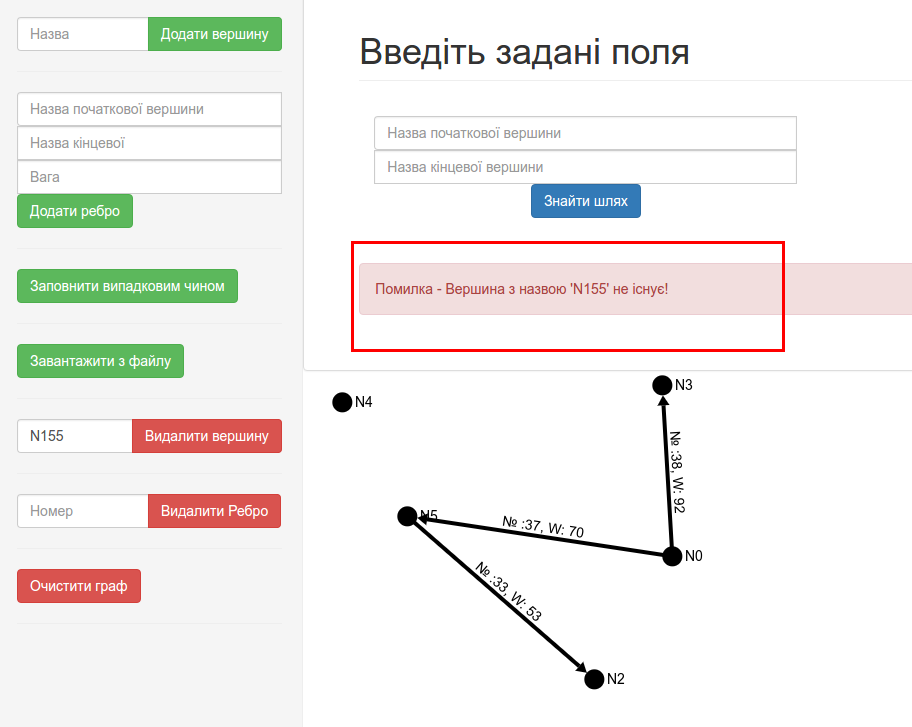 Назва
Додати вершину
Назва початкової вершини
Назва кінцевої
Вага
Додати ребро
Заповнити випадковим чином
Завантажити з файлу
N155
Видалити вершину
Номер
Видалити Ребро
Очистити граф
Введіть задані поля
Назва початкової вершини
Назва кінцевої вершини
Знайти шлях
Помилка - Вершина з назвою 'N155' не існує!
N4
N3
№ :38, W: 92
N5
№ :37, W: 70
N0
№ :33, W: 53
N2